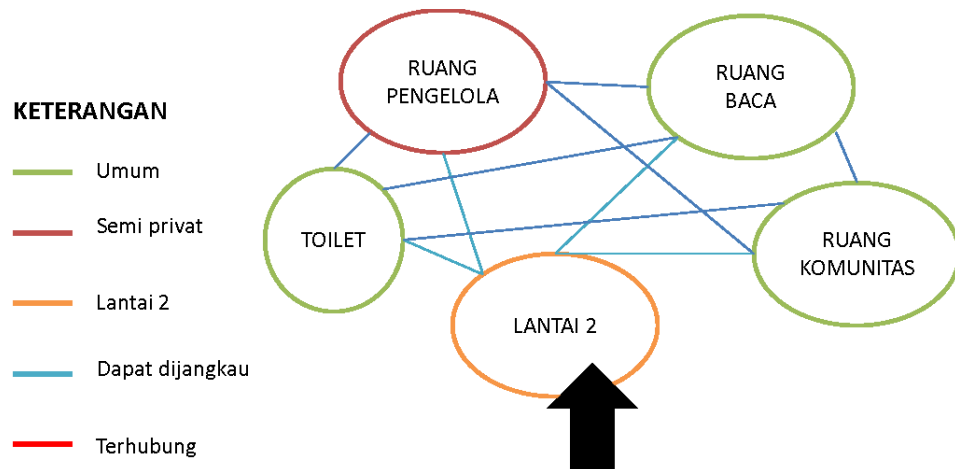 KETERANGAN
Umum
Semi privat
Lantai 2
Dapat dijangkau
Terhubung
RUANG
PENGELOLA
RUANG
BACA
TOILET
RUANG
KOMUNITAS
LANTAI 2